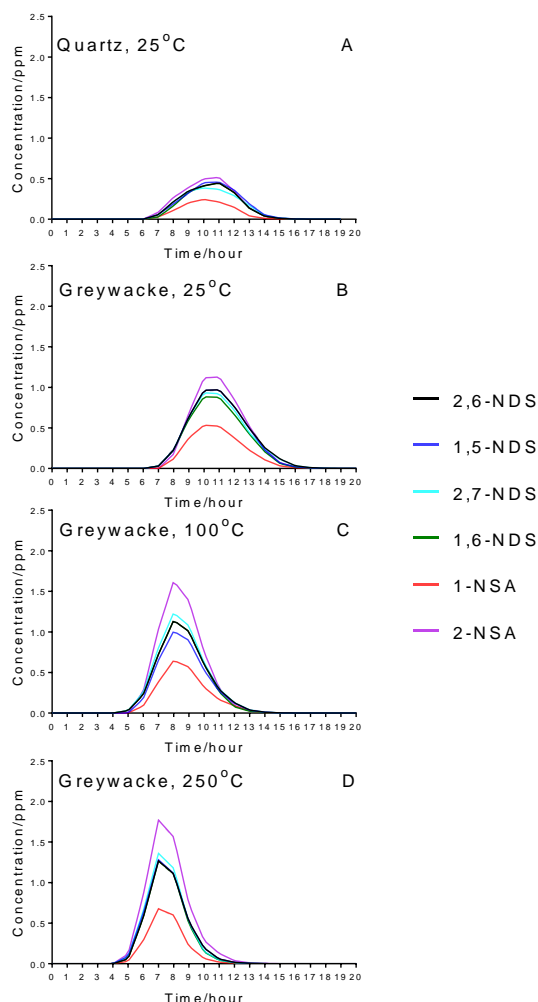 Quartz, 25°C A
Concentration/ppm
2.5
2.0
1.5
1.0
0.5
0.0
0 1 2 3 4 5 6 7 8 9 10 11 12 13 14 15 16 17 18 19 20
Time/hour
Greywacke, 25°C B
Concentration/ppm
2.5
2.0
1.5
1.0
0.5
0.0
0 1 2 3 4 5 6 7 8 9 10 11 12 13 14 15 16 17 18 19 20
Time/hour
Greywacke, 100°C C
Concentration/ppm
2.5
2.0
1.5
1.0
0.5
0.0
0 1 2 3 4 5 6 7 8 9 10 11 12 13 14 15 16 17 18 19 20
Time/hour
Greywacke, 250°C D
Concentration/ppm
2.5
2.0
1.5
1.0
0.5
0.0
0 1 2 3 4 5 6 7 8 9 10 11 12 13 14 15 16 17 18 19 20
Time/hour
2,6-NDS
1,5-NDS
2,7-NDS
1,6-NDS
1-NSA
2-NSA